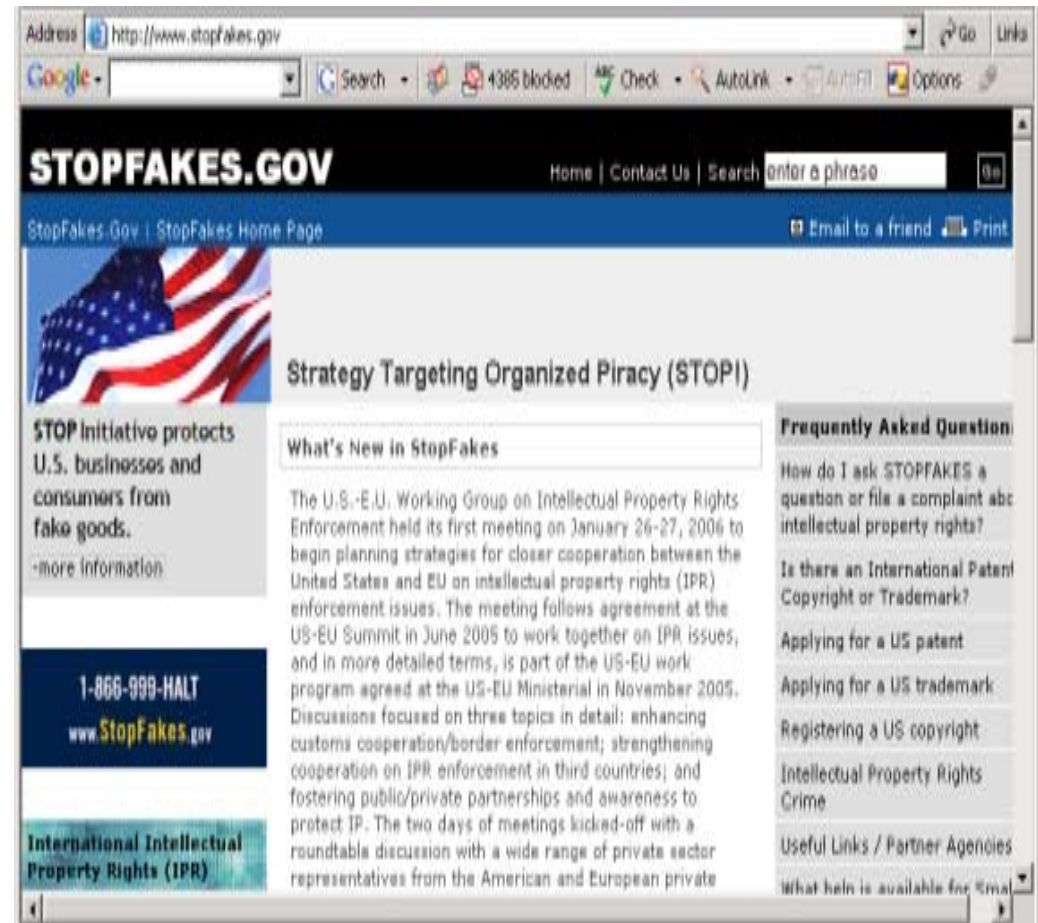 Address http://www.stopfakes.gov Go Links
Google Search 4385 blocked Check AutoLink AutoFill Options
STOPFAKES.GOV
Home | Contact Us | Search enter a phrase Go
StopFakes.Gov | StopFakes Home Page
Email to a friend Print
Strategy Targeting Organized Piracy (STOP!)
STOP Initiative protects
U.S. businesses and
consumers from
fake goods.
-more information
1-866-999-HALT
www.StopFakes.gov
International Intellectual
Property Rights (IPR)
What's New in StopFakes
The U.S.-E.U. Working Group on Intellectual Property Rights
Enforcement held its first meeting on January 26-27, 2006 to
begin planning strategies for closer cooperation between the
United States and EU on intellectual property rights (IPR)
enforcement issues. The meeting follows agreement at the
US-EU Summit in June 2005 to work together on IPR issues,
and in more detailed terms, is part of the US-EU work
program agreed at the US-EU Ministerial in November 2005.
Discussions focused on three topics in detail: enhancing
customs cooperation/border enforcement; strengthening
cooperation on IPR enforcement in third countries; and
fostering public/private partnerships and awareness to
protect IP. The two days of meetings kicked-off with a
roundtable discussion with a wide range of private sector
representatives from the American and European private
Frequently Asked Question
How do I ask STOPFAKES a
question or file a complaint abo
intellectual property rights?
Is there an International Patent
Copyright or Trademark?
Applying for a US patent
Applying for a US trademark
Registering a US copyright
Intellectual Property Rights
Crime
Useful Links / Partner Agencies
What help is available for Smal